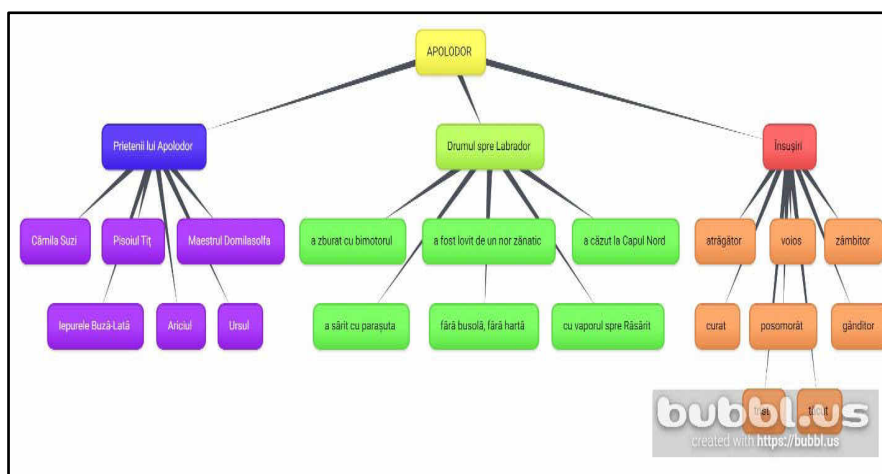 APOLODOR
Prietenii lui Apolodor
Drumul spre Labrador
Însușiri
Cămila Suzi
Pisoiul Tiț
Maestrul Domilasolfa
a zburat cu bimotorul
a fost lovit de un nor zănatic
a căzut la Capul Nord
atrăgător
voios
zâmbitor
Iepurele Buză-Lată
Ariciul
Ursul
a sărit cu parașuta
fără busolă, fără hartă
cu vaporul spre Răsărit
curat
posomorât
gânditor
trist
tăcut
bubbl.us
created with https://bubbl.us